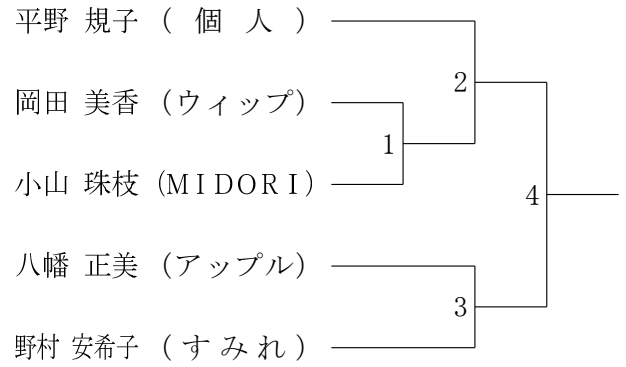 平野 規子 ( 個 人 )
2
岡田 美香 (ウィップ)
1
小山 珠枝 (MIDORI)
4
八幡 正美 (アップル)
3
野村 安希子 (すみれ)